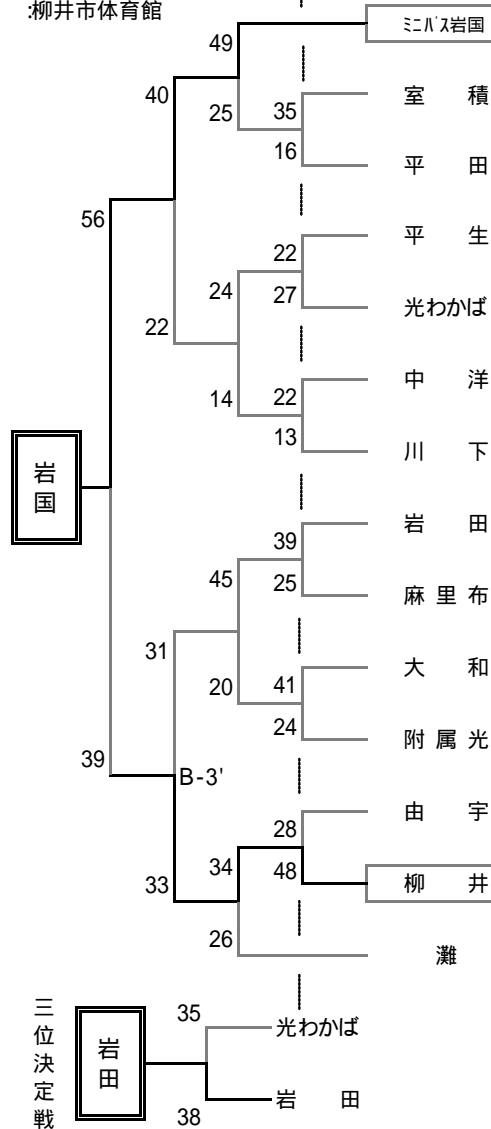 :柳井市体育館
ミニバス岩国
49
40
25
35
室 積
16
平 田
56
平 生
22
24
27
光わかば
22
14
22
中 洋
13
川 下
岩国
39
岩 田
45
25
麻 里 布
31
20
41
大 和
24
附 属 光
39
B-3'
28
由 宇
34
48
柳 井
33
26
灘
三位決定戦
岩田
35
光わかば
38
岩 田